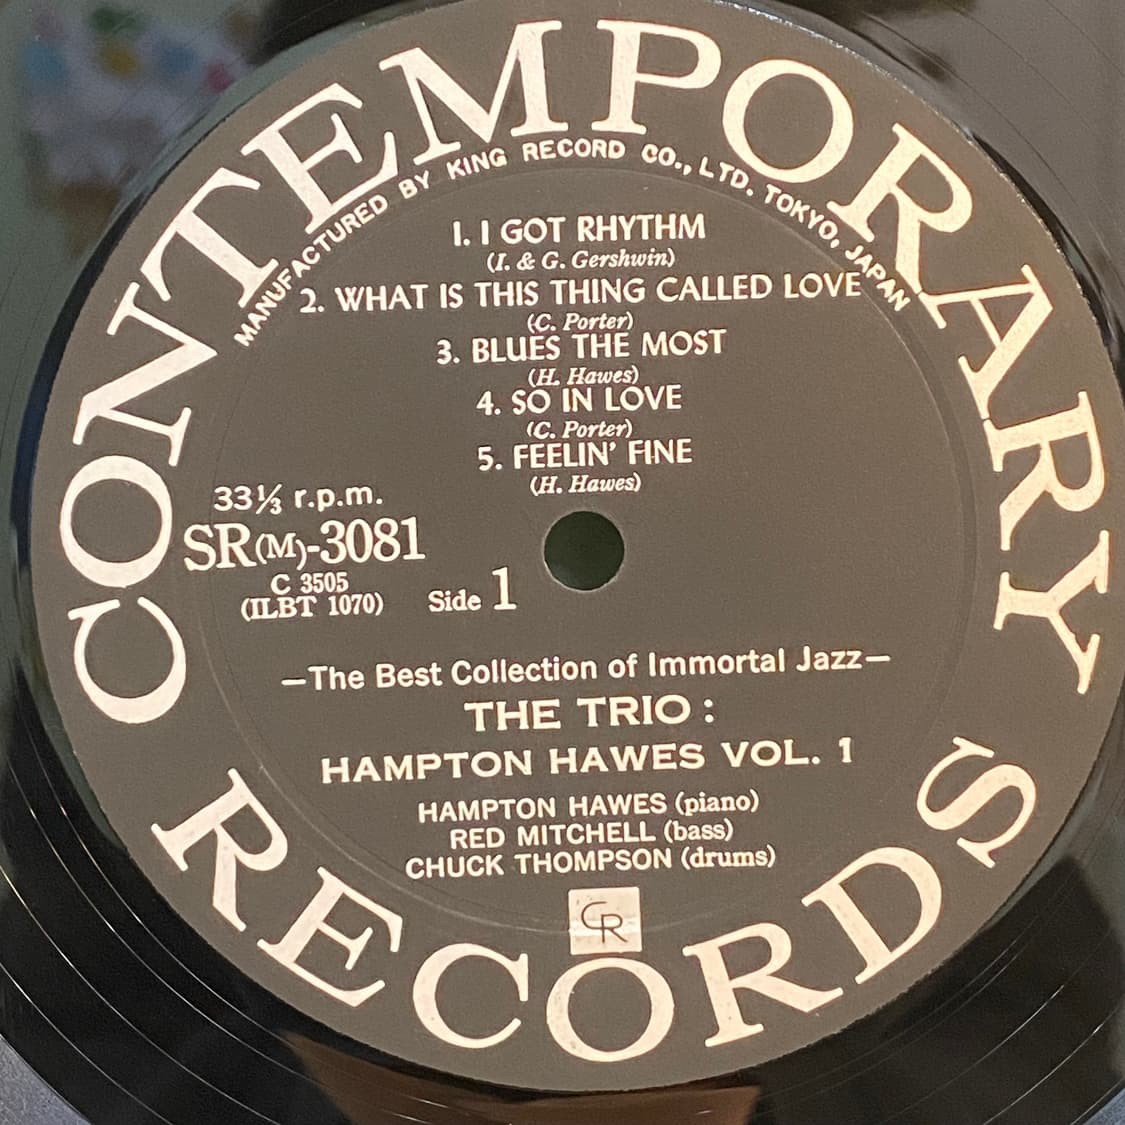 CONTEMPORARY
MANUFACTURED BY KING RECORD CO., LTD. TOKYO, JAPAN
1. I GOT RHYTHM
(I. & G. Gershwin)
2. WHAT IS THIS THING CALLED LOVE
(C. Porter)
3. BLUES THE MOST
(H. Hawes)
4. SO IN LOVE
(C. Porter)
5. FEELIN' FINE
(H. Hawes)
33⅓ r.p.m.
SR(M)-3081
C 3505
(ILBT 1070)
Side 1
—The Best Collection of Immortal Jazz—
THE TRIO :
HAMPTON HAWES VOL. 1
HAMPTON HAWES (piano)
RED MITCHELL (bass)
CHUCK THOMPSON (drums)
CR
RECORDS